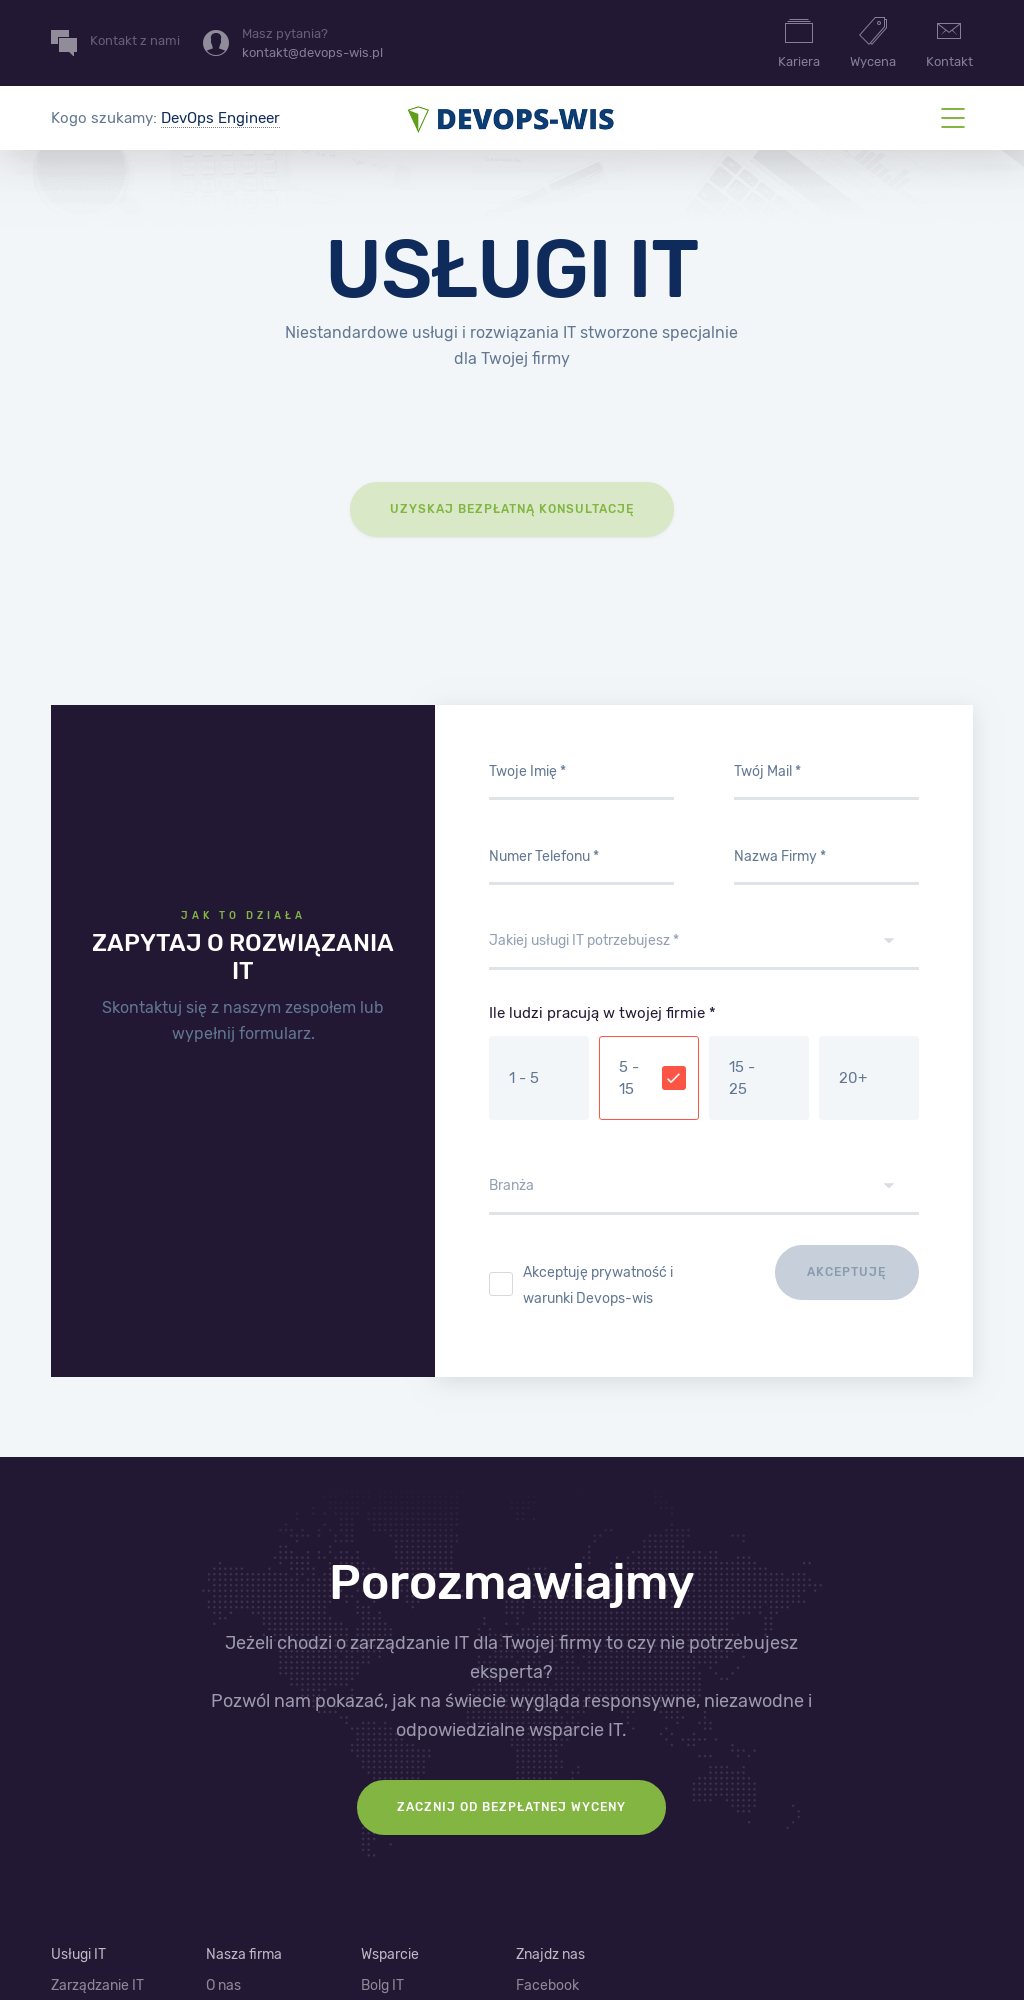 Kontakt z nami
Masz pytania?
kontakt@devops-wis.pl
Kariera
Wycena
Kontakt
Kogo szukamy: DevOps Engineer
DEVOPS-WIS
USŁUGI IT
Niestandardowe usługi i rozwiązania IT stworzone specjalnie
dla Twojej firmy
UZYSKAJ BEZPŁATNĄ KONSULTACJĘ
JAK TO DZIAŁA
ZAPYTAJ O ROZWIĄZANIA
IT
Skontaktuj się z naszym zespołem lub
wypełnij formularz.
Twoje Imię *
Twój Mail *
Numer Telefonu *
Nazwa Firmy *
Jakiej usługi IT potrzebujesz *
Ile ludzi pracują w twojej firmie *
1 - 5
5 -
15
15 -
25
20+
Branża
Akceptuję prywatność i
warunki Devops-wis
AKCEPTUJĘ
Porozmawiajmy
Jeżeli chodzi o zarządzanie IT dla Twojej firmy to czy nie potrzebujesz
eksperta?
Pozwól nam pokazać, jak na świecie wygląda responsywne, niezawodne i
odpowiedzialne wsparcie IT.
ZACZNIJ OD BEZPŁATNEJ WYCENY
Usługi IT
Nasza firma
Wsparcie
Znajdz nas
Zarządzanie IT
O nas
Bolg IT
Facebook